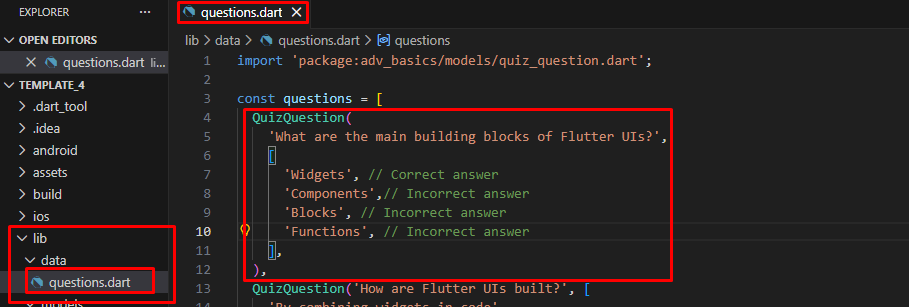 EXPLORER
...
OPEN EDITORS
questions.dart li...
TEMPLATE_4
.dart_tool
.idea
android
assets
build
ios
lib
data
questions.dart
models
questions.dart
lib > data > questions.dart > questions
1 import 'package:adv_basics/models/quiz_question.dart';
2
3 const questions = [
4 QuizQuestion(
5 'What are the main building blocks of Flutter UIs?',
6 [
7 'Widgets', // Correct answer
8 'Components',// Incorrect answer
9 'Blocks', // Incorrect answer
10 'Functions', // Incorrect answer
11 ],
12 ),
13 QuizQuestion('How are Flutter UIs built?', [
14 'By combining widgets in code'